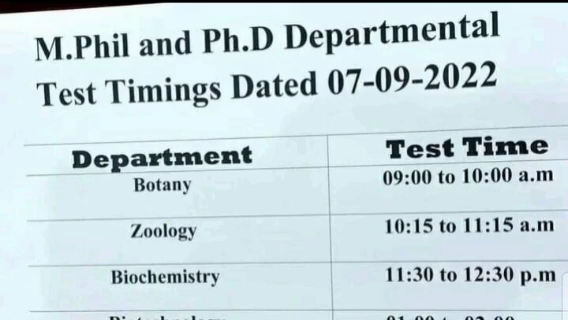 M.Phil and Ph.D Departmental
Test Timings Dated 07-09-2022
Department Test Time
Botany 09:00 to 10:00 a.m
Zoology 10:15 to 11:15 a.m
Biochemistry 11:30 to 12:30 p.m